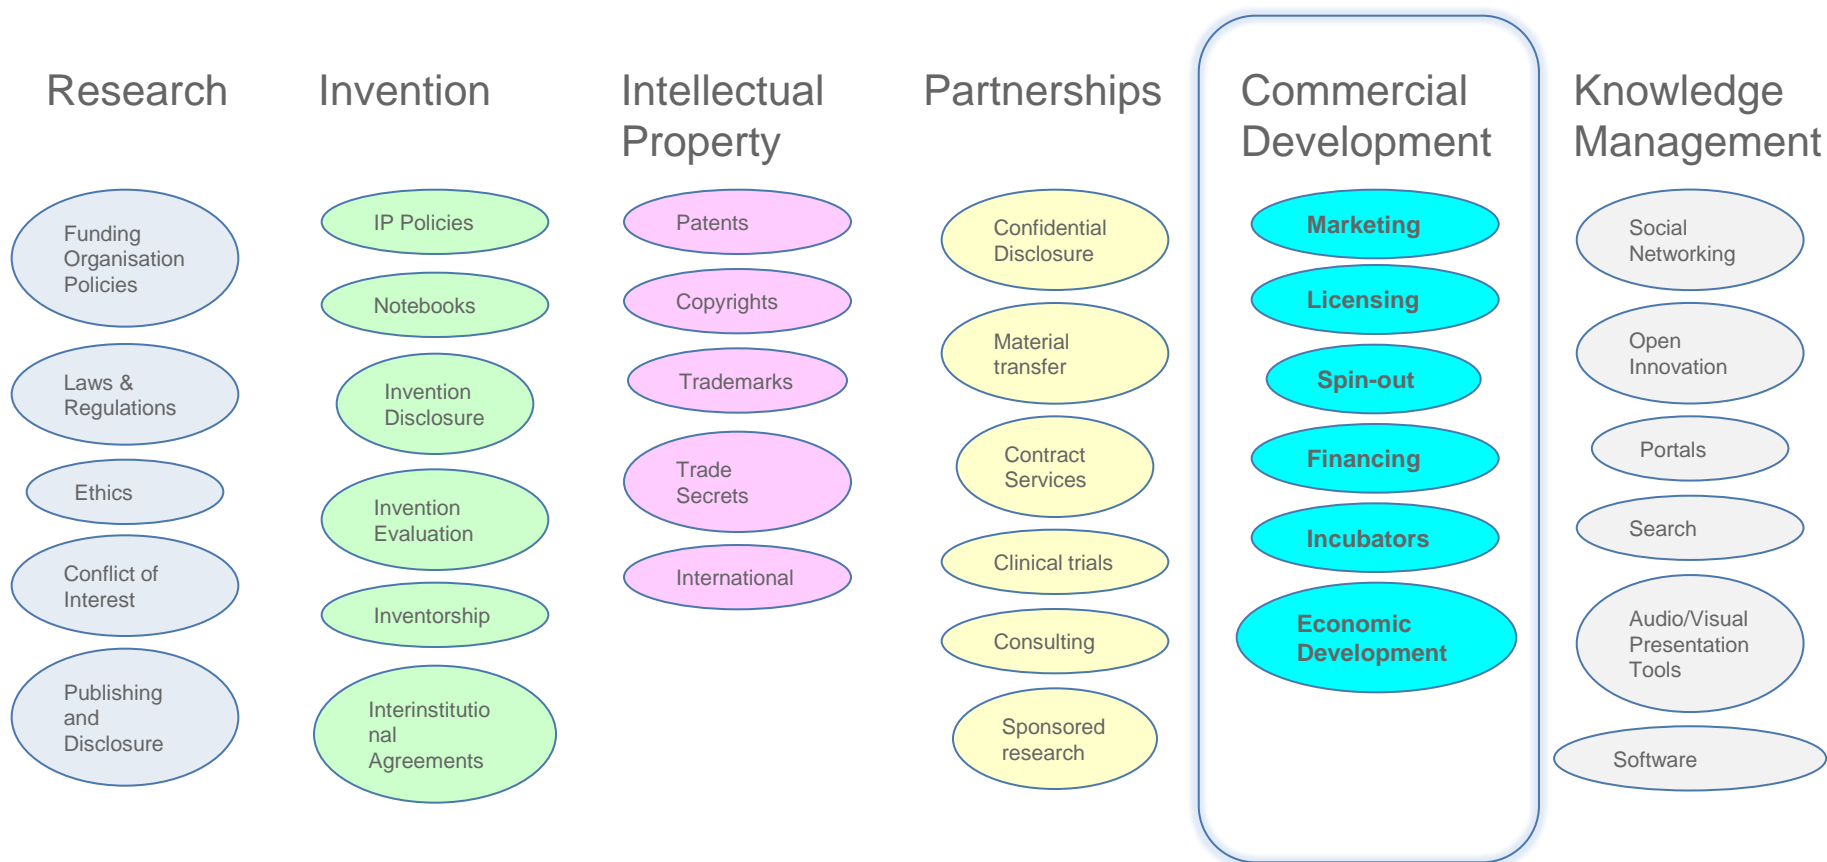 Research
Funding
Organisation
Policies
Laws &
Regulations
Ethics
Conflict of
Interest
Publishing
and
Disclosure
Invention
IP Policies
Notebooks
Invention
Disclosure
Invention
Evaluation
Inventorship
Interinstitutio
nal
Agreements
Intellectual
Property
Patents
Copyrights
Trademarks
Trade
Secrets
International
Partnerships
Confidential
Disclosure
Material
transfer
Contract
Services
Clinical trials
Consulting
Sponsored
research
Commercial
Development
Marketing
Licensing
Spin-out
Financing
Incubators
Economic
Development
Knowledge
Management
Social
Networking
Open
Innovation
Portals
Search
Audio/Visual
Presentation
Tools
Software